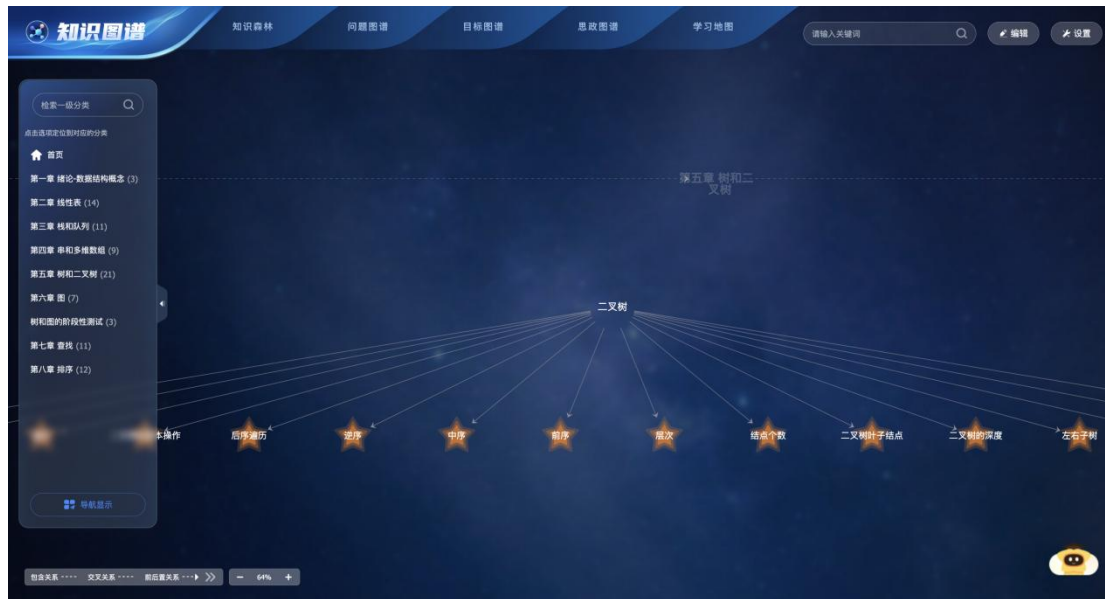 知识图谱
知识森林
问题图谱
目标图谱
思政图谱
学习地图
请输入关键词
编辑
设置
检索一级分类
点击选项定位到对应的分类
首页
第一章 绪论-数据结构概念 (3)
第二章 线性表 (14)
第三章 栈和队列 (11)
第四章 串和多维数组 (9)
第五章 树和二叉树 (21)
第六章 图 (7)
树和图的阶段性测试 (3)
第七章 查找 (11)
第八章 排序 (12)
导航显示
第五章 树和二
叉树
二叉树
本操作
后序遍历
逆序
中序
前序
层次
结点个数
二叉树叶子结点
二叉树的深度
左右子树
包含关系 ---- 交叉关系 ---- 前后置关系 ---
− 64% +